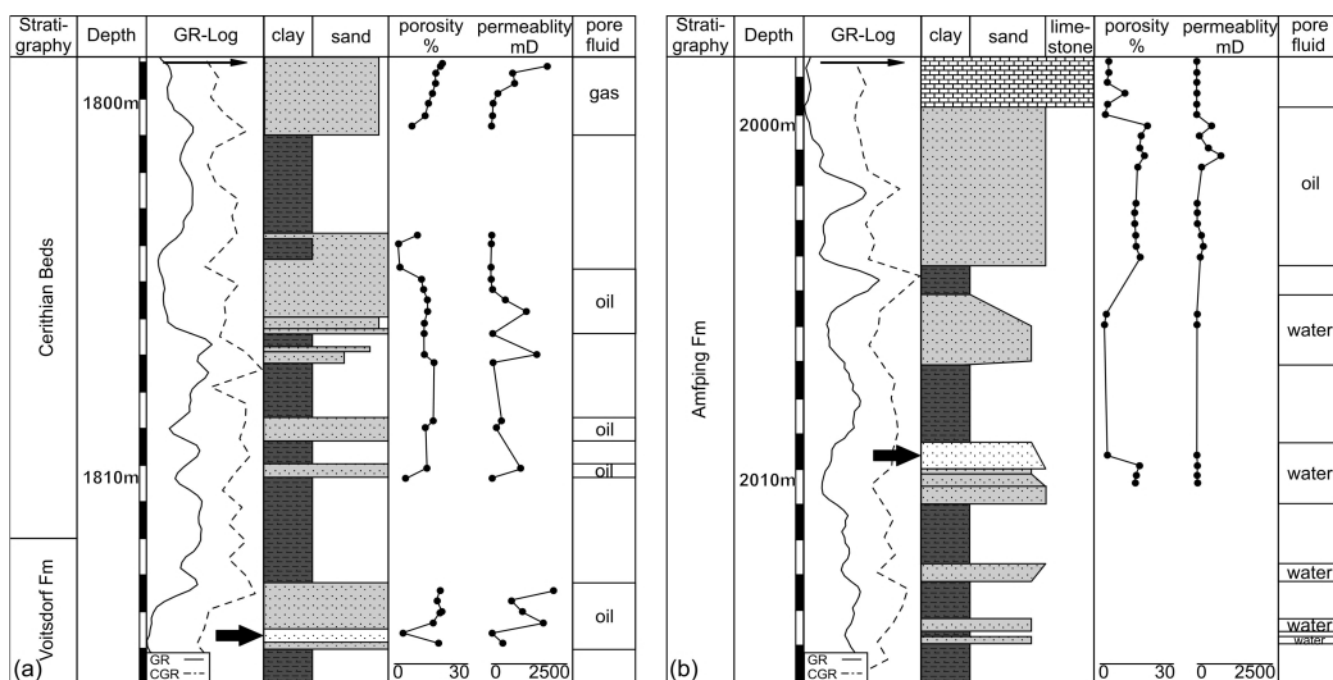 Strati-
graphy
Depth
GR-Log
clay
sand
porosity
%
permeablity
mD
pore
fluid
1800m
1810m
Cerithian Beds
Voitsdorf Fm
gas
oil
oil
oil
oil
GR
CGR
0 30
0 2500
(a)
Strati-
graphy
Depth
GR-Log
clay
sand
lime-
stone
porosity
%
permeablity
mD
pore
fluid
2000m
2010m
Amfping Fm
oil
water
water
water
water
water
GR
CGR
0 30
0 2500
(b)